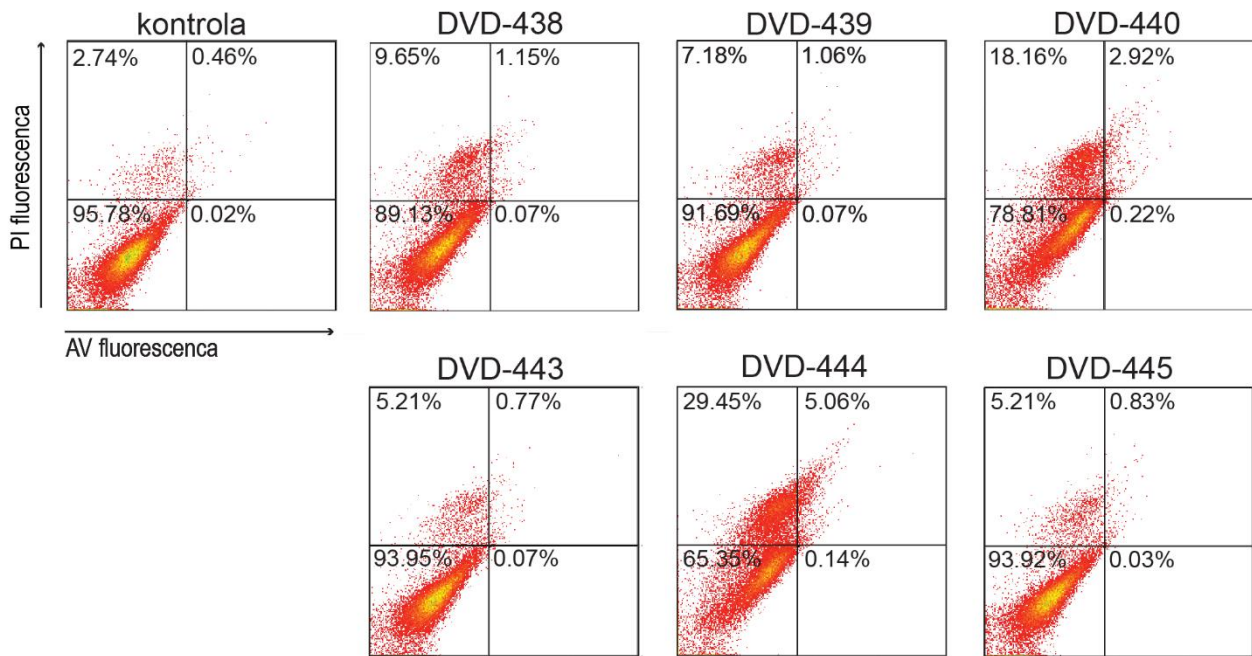 kontrola DVD-438 DVD-439 DVD-440
2.74% 0.46% 9.65% 1.15% 7.18% 1.06% 18.16% 2.92%
PI fluorescenca
95.78% 0.02% 89.13% 0.07% 91.69% 0.07% 78.81% 0.22%
AV fluorescenca
DVD-443 DVD-444 DVD-445
5.21% 0.77% 29.45% 5.06% 5.21% 0.83%
93.95% 0.07% 65.35% 0.14% 93.92% 0.03%